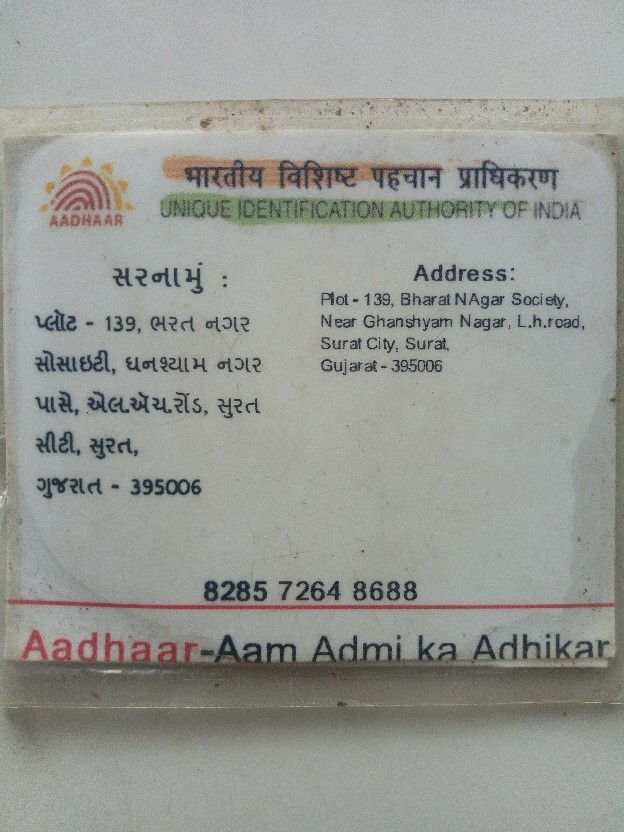 भारतीय विशिष्ट पहचान प्राधिकरण
AADHAAR
UNIQUE IDENTIFICATION AUTHORITY OF INDIA
સરનામું :
પ્લૉટ - 139, ભરત નગર
સોસાઇટી, ઘનશ્યામ નગર
પાસે, એલ.ઍચ.રોંડ, સુરત
સીટી, સુરત,
ગુજરાત - 395006
Address:
Plot - 139, Bharat NAgar Society,
Near Ghanshyam Nagar, L.h.road,
Surat City, Surat,
Gujarat - 395006
8285 7264 8688
Aadhaar-Aam Admi ka Adhikar